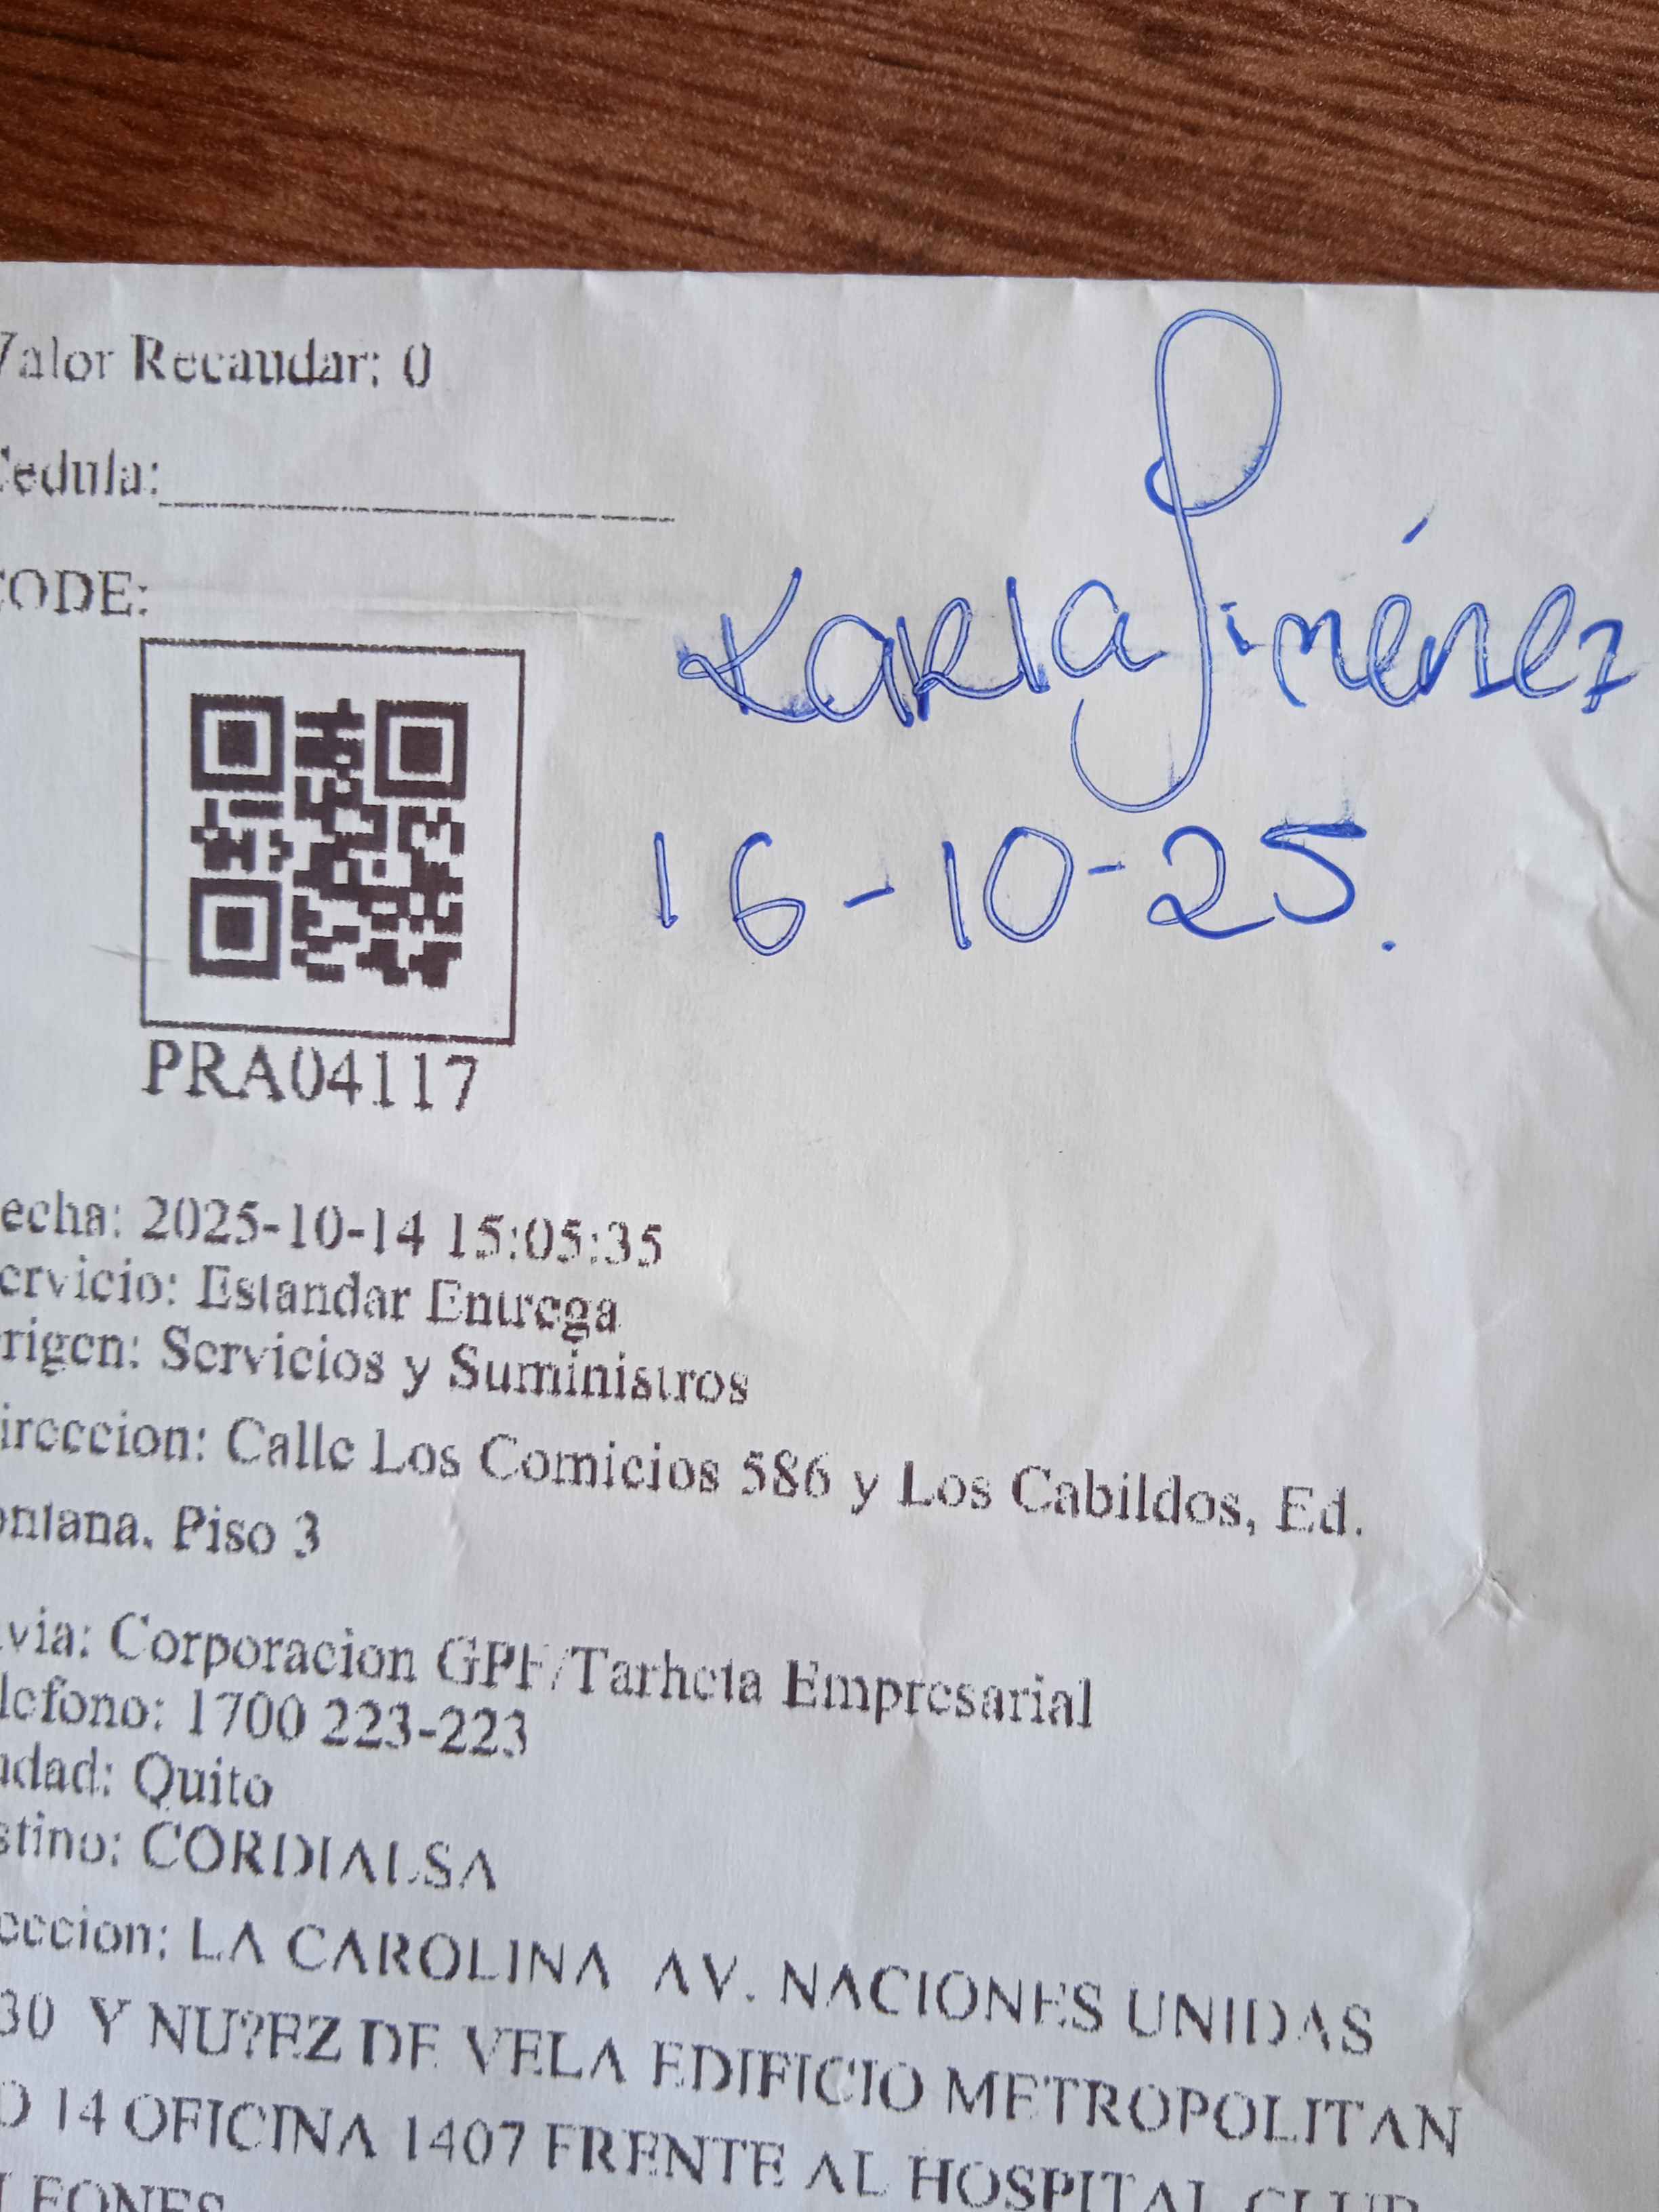 Valor Recaudar: 0
Cedula:
CODE:
Karla Jiménez
16-10-25.
PRA04117
echa: 2025-10-14 15:05:35
ervicio: Estandar Entrega
rigen: Servicios y Suministros
ireccion: Calle Los Comicios 586 y Los Cabildos, Ed.
ontana. Piso 3
via: Corporacion GPF/Tarheta Empresarial
lefono: 1700 223-223
udad: Quito
stino: CORDIALSA
eccion: LA CAROLINA AV. NACIONES UNIDAS
30 Y NU?EZ DE VELA EDIFICIO METROPOLITAN
O 14 OFICINA 1407 FRENTE AL HOSPITAL CLUB
LEONES